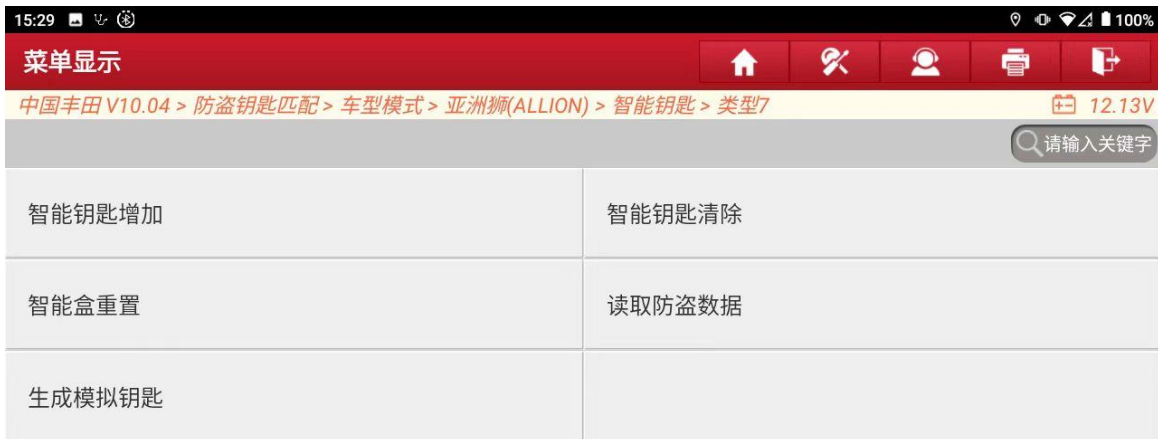 15:29 100%
菜单显示
中国丰田 V10.04 > 防盗钥匙匹配 > 车型模式 > 亚洲狮(ALLION) > 智能钥匙 > 类型7 12.13V
请输入关键字
智能钥匙增加 智能钥匙清除
智能盒重置 读取防盗数据
生成模拟钥匙